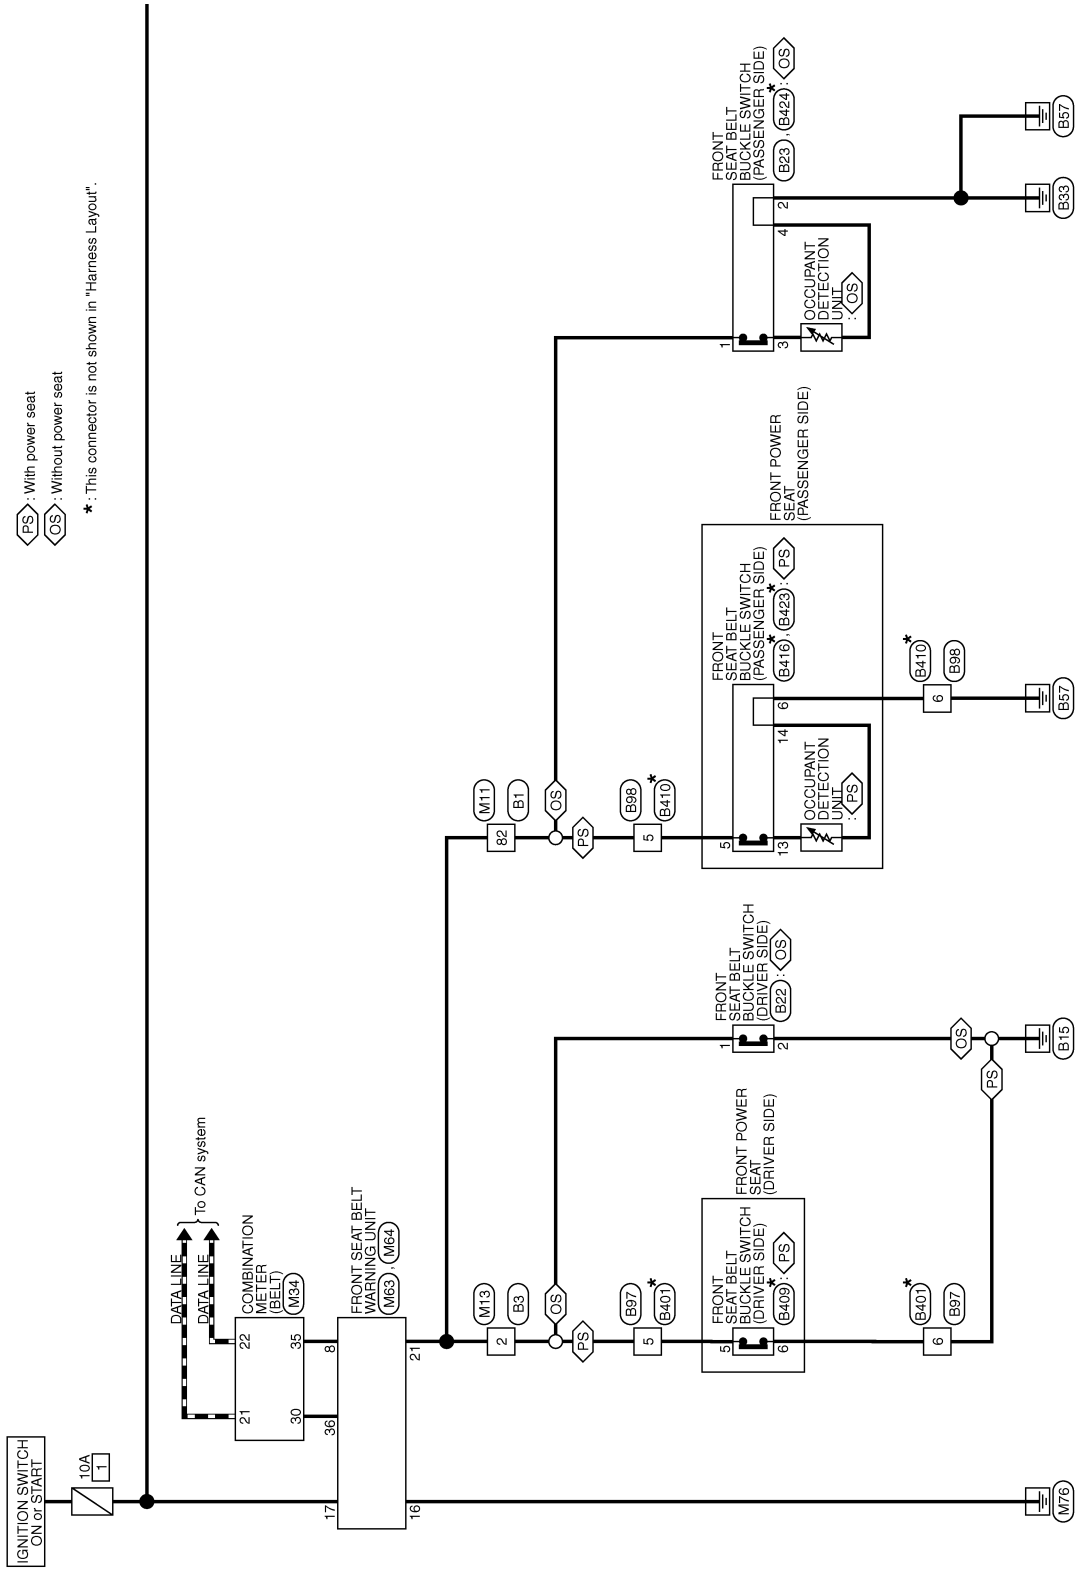 PS : With power seat
OS : Without power seat
* : This connector is not shown in "Harness Layout".
IGNITION SWITCH
ON or START
10A
1
DATA LINE
DATA LINE
To CAN system
21
22
COMBINATION
METER
(BELT)
M34
30
35
17
36
8
FRONT SEAT BELT
WARNING UNIT
M63 , M64
16
21
2
M13
B3
82
M11
B1
OS
PS
OS
PS
5
B97
B401 *
5
B98
B410 *
5
FRONT
SEAT BELT
BUCKLE SWITCH
(DRIVER SIDE)
B409 * : PS
6
FRONT POWER
SEAT
(DRIVER SIDE)
1
FRONT
SEAT BELT
BUCKLE SWITCH
(DRIVER SIDE)
B22 : OS
2
5
FRONT
SEAT BELT
BUCKLE SWITCH
(PASSENGER SIDE)
B416 * , B423 * : PS
13
14
6
OCCUPANT
DETECTION
UNIT
: PS
FRONT POWER
SEAT
(PASSENGER SIDE)
1
FRONT
SEAT BELT
BUCKLE SWITCH
(PASSENGER SIDE)
B23 , B424 * : OS
3
4
2
OCCUPANT
DETECTION
UNIT
: OS
6
B401 *
B97
6
B410 *
B98
OS
PS
M76
B15
B57
B33
B57